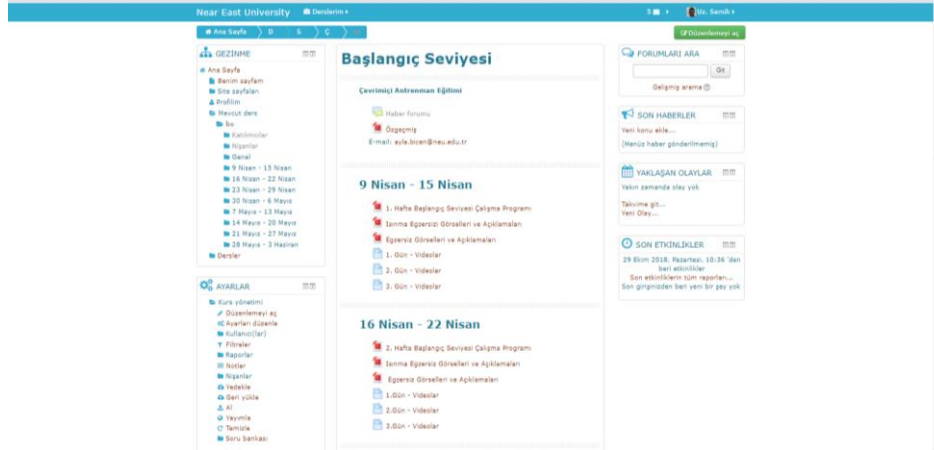 Near East University
Derslerim
5
Uz. Semih
Ana Sayfa
D
S
Ç
Düzenlemeyi aç
GEZİNME
Ana Sayfa
Benim sayfam
Site sayfaları
Profilim
Mevcut ders
bs
Katılımcılar
Nişanlar
Genel
9 Nisan - 15 Nisan
16 Nisan - 22 Nisan
23 Nisan - 29 Nisan
30 Nisan - 6 Mayıs
7 Mayıs - 13 Mayıs
14 Mayıs - 20 Mayıs
21 Mayıs - 27 Mayıs
28 Mayıs - 3 Haziran
Dersler
AYARLAR
Kurs yönetimi
Düzenlemeyi aç
Ayarları düzenle
Kullanıcı(lar)
Filtreler
Raporlar
Notlar
Nişanlar
Yedekle
Geri yükle
Al
Yayımla
Temizle
Soru bankası
Başlangıç Seviyesi
Çevrimiçi Antrenman Eğitimi
Haber forumu
Özgeçmiş
E-mail: ayla.bicen@neu.edu.tr
9 Nisan - 15 Nisan
1. Hafta Başlangıç Seviyesi Çalışma Programı
Isınma Egzersizi Görselleri ve Açıklamaları
Egzersiz Görselleri ve Açıklamaları
1. Gün - Videolar
2. Gün - Videolar
3. Gün - Videolar
16 Nisan - 22 Nisan
2. Hafta Başlangıç Seviyesi Çalışma Programı
Isınma Egzersizi Görselleri ve Açıklamaları
Egzersiz Görselleri ve Açıklamaları
1.Gün - Videolar
2.Gün - Videolar
3.Gün - Videolar
FORUMLARI ARA
Git
Gelişmiş arama
SON HABERLER
Yeni konu ekle...
(Henüz haber gönderilmemiş)
YAKLAŞAN OLAYLAR
Yakın zamanda olay yok
Takvime git...
Yeni Olay...
SON ETKİNLİKLER
29 Ekim 2018, Pazartesi, 10:36 'den
beri etkinlikler
Son etkinliklerin tüm raporları...
Son girişinizden beri yeni bir şey yok